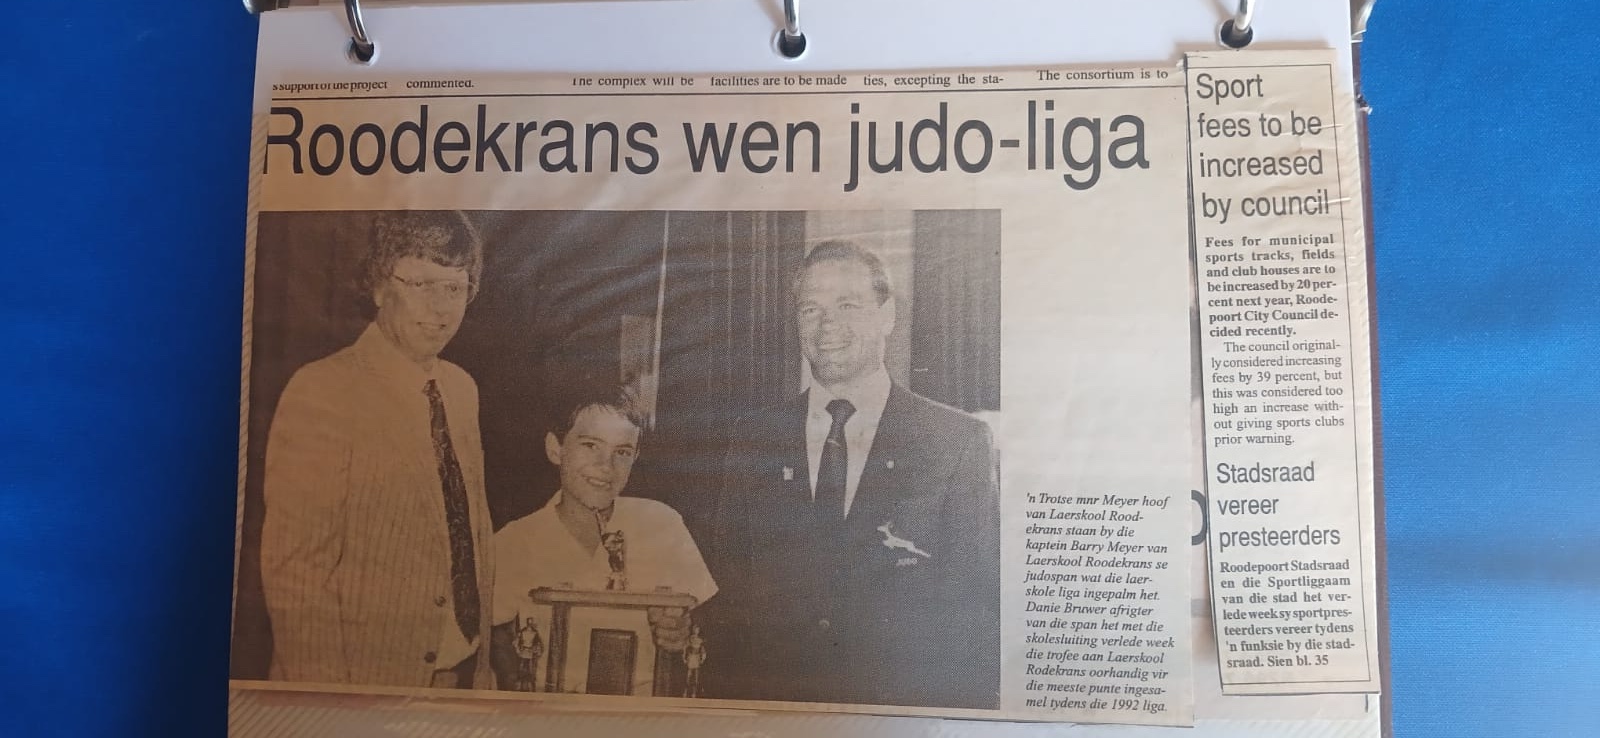 s support of the project commented. The complex will be facilities are to be made ties, excepting the sta- The consortium is to
Roodekrans wen judo-liga
'n Trotse mnr Meyer hoof
van Laerskool Rood-
ekrans staan by die
kaptein Barry Meyer van
Laerskool Roodekrans se
judospan wat die laer-
skole liga ingepalm het.
Danie Bruwer afrigter
van die span het met die
skolesluiting verlede week
die trofee aan Laerskool
Rodekrans oorhandig vir
die meeste punte ingesa-
mel tydens die 1992 liga.
JUDO
Sport
fees to be
increased
by council
Fees for municipal
sports tracks, fields
and club houses are to
be increased by 20 per-
cent next year, Roode-
poort City Council de-
cided recently.
The council original-
ly considered increasing
fees by 39 percent, but
this was considered too
high an increase with-
out giving sports clubs
prior warning.
Stadsraad
vereer
presteerders
Roodepoort Stadsraad
en die Sportliggaam
van die stad het ver-
lede week sy sportpres-
teerders vereer tydens
'n funksie by die stad-
sraad. Sien bl. 35